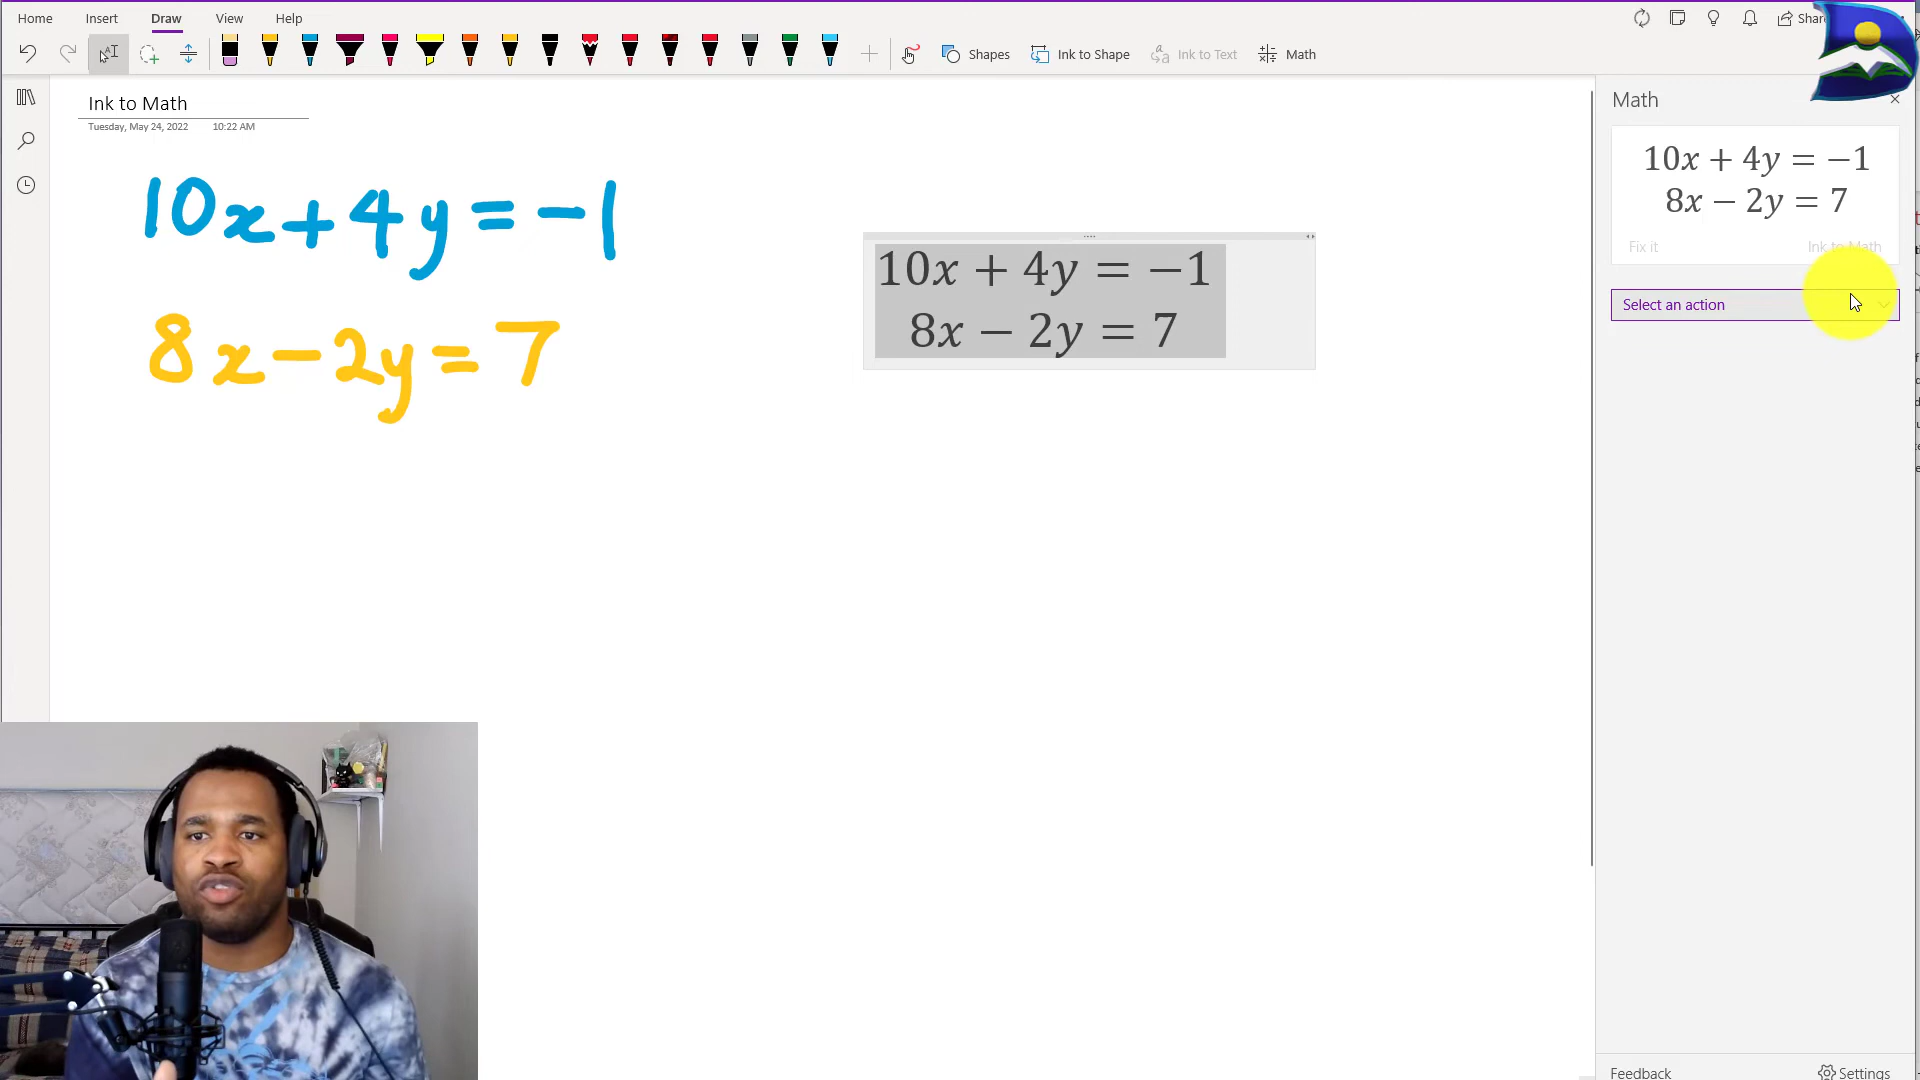 Home Insert Draw View Help
Share
Shapes Ink to Shape Ink to Text Math
Ink to Math
Tuesday, May 24, 2022 10:22 AM
10x+4y=-1
8x-2y=7
10x + 4y = −1
8x − 2y = 7
Math
10x + 4y = −1
8x − 2y = 7
Fix it Ink to Math
Select an action
Feedback Settings